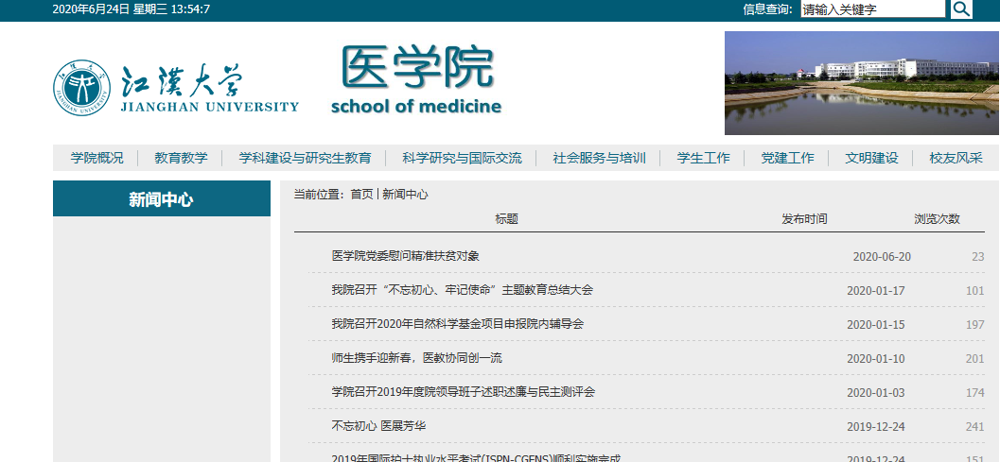 2020年6月24日 星期三 13:54:7
信息查询: 请输入关键字
江汉大学
JIANGHAN UNIVERSITY
医学院
school of medicine
学院概况 教育教学 学科建设与研究生教育 科学研究与国际交流 社会服务与培训 学生工作 党建工作 文明建设 校友风采
新闻中心
当前位置: 首页 | 新闻中心
标题 发布时间 浏览次数
医学院党委慰问精准扶贫对象 2020-06-20 23
我院召开“不忘初心、牢记使命”主题教育总结大会 2020-01-17 101
我院召开2020年自然科学基金项目申报院内辅导会 2020-01-15 197
师生携手迎新春，医教协同创一流 2020-01-10 201
学院召开2019年度院领导班子述职述廉与民主测评会 2020-01-03 174
不忘初心 医展芳华 2019-12-24 241
2019年国际护士执业水平考试(ISPN-CGFNS)顺利实施完成 2019-12-24 151